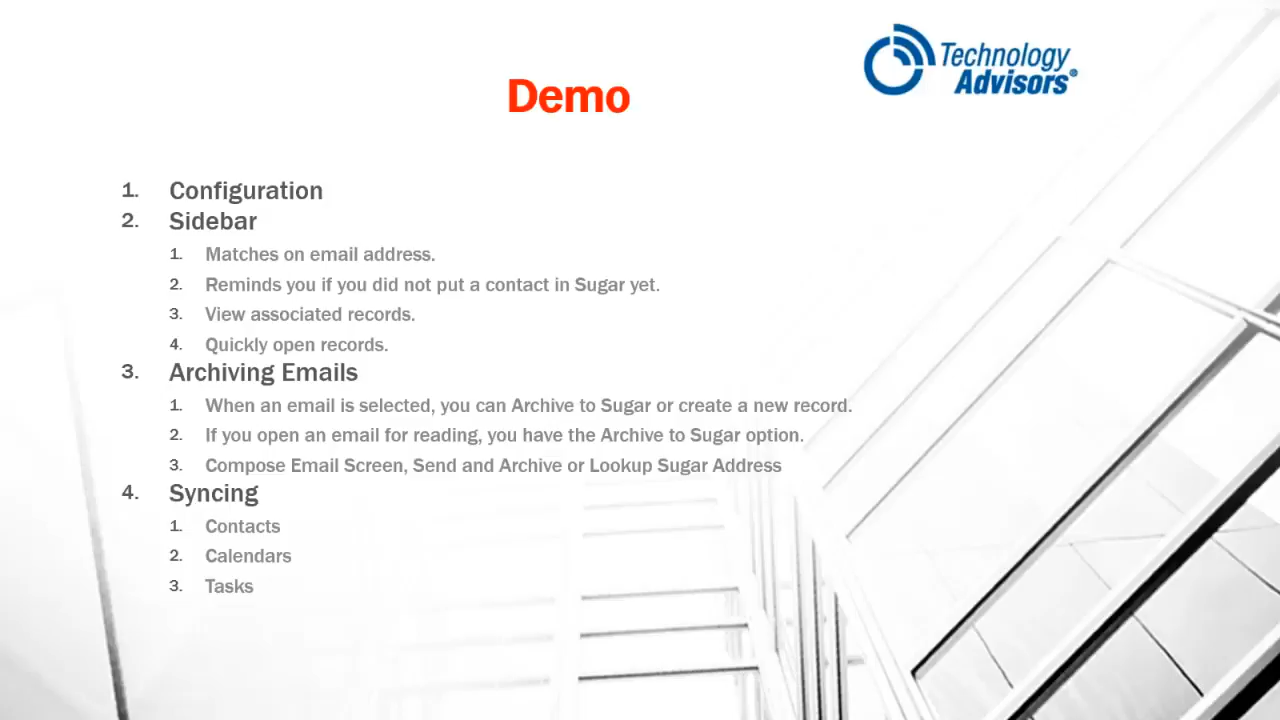 Technology
Advisors®
Demo
1. Configuration
2. Sidebar
1. Matches on email address.
2. Reminds you if you did not put a contact in Sugar yet.
3. View associated records.
4. Quickly open records.
3. Archiving Emails
1. When an email is selected, you can Archive to Sugar or create a new record.
2. If you open an email for reading, you have the Archive to Sugar option.
3. Compose Email Screen, Send and Archive or Lookup Sugar Address
4. Syncing
1. Contacts
2. Calendars
3. Tasks